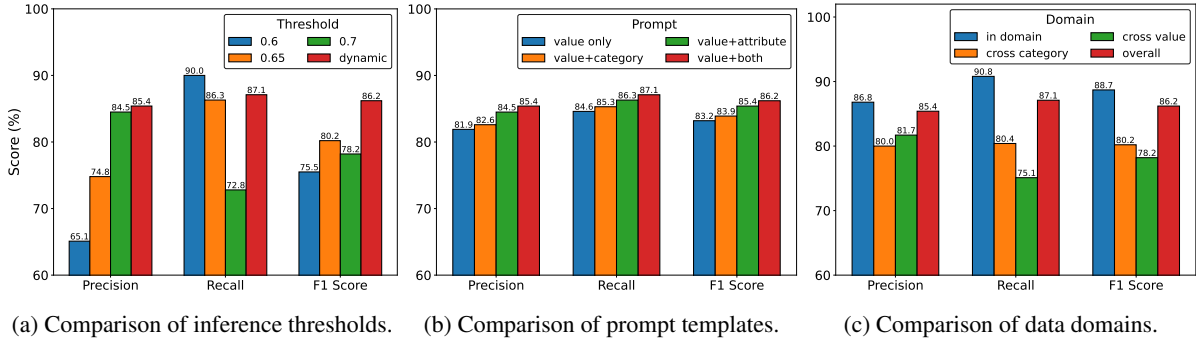 Score (%)
100
90
80
70
60
Threshold
0.6
0.7
0.65
dynamic
65.1
74.8
84.5
85.4
90.0
86.3
72.8
87.1
75.5
80.2
78.2
86.2
Precision
Recall
F1 Score
(a) Comparison of inference thresholds.
100
90
80
70
60
Prompt
value only
value+attribute
value+category
value+both
81.9
82.6
84.5
85.4
84.6
85.3
86.3
87.1
83.2
83.9
85.4
86.2
Precision
Recall
F1 Score
(b) Comparison of prompt templates.
100
90
80
70
60
Domain
in domain
cross value
cross category
overall
86.8
80.0
81.7
85.4
90.8
80.4
75.1
87.1
88.7
80.2
78.2
86.2
Precision
Recall
F1 Score
(c) Comparison of data domains.